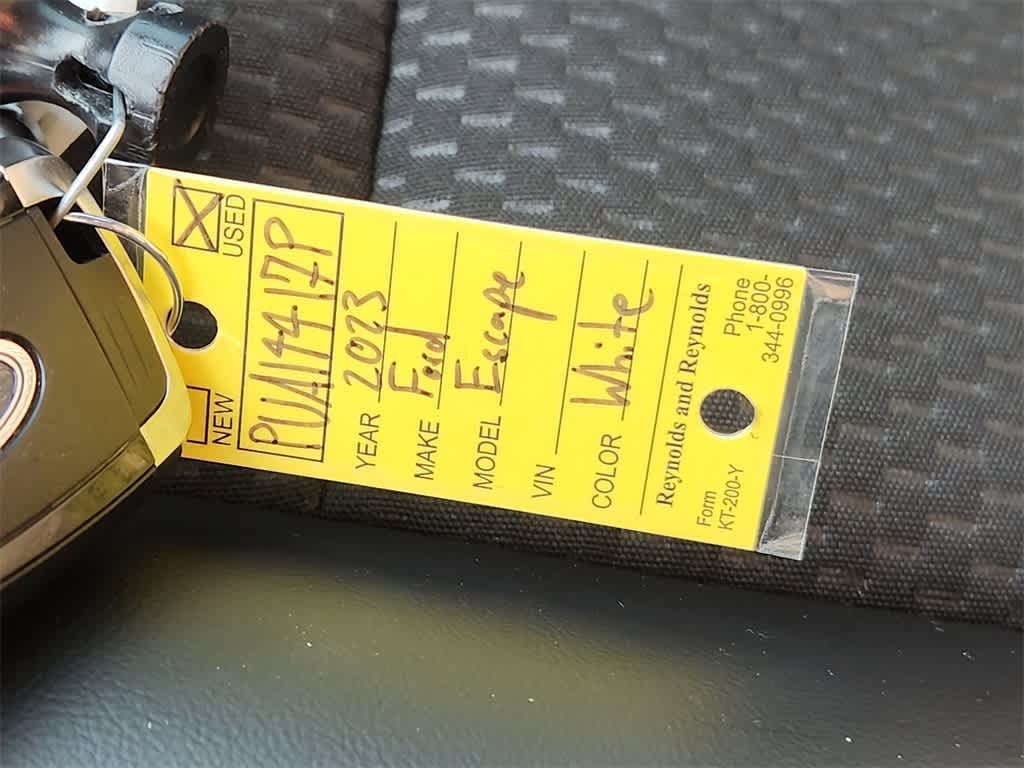 NEW USED
PUA14417P
YEAR 2023
MAKE Ford
MODEL Escape
VIN
COLOR White
Reynolds and Reynolds
Form
KT-200-Y
Phone
1-800-
344-0996